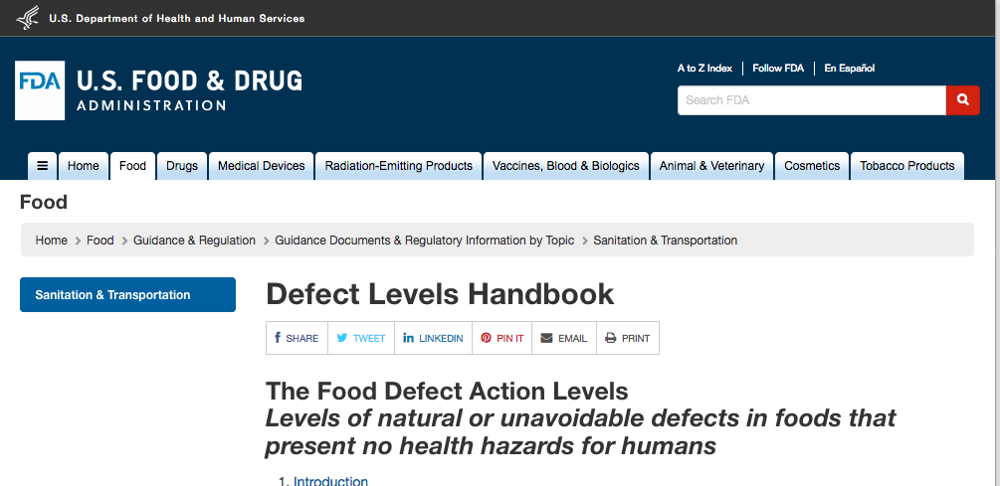 U.S. Department of Health and Human Services
FDA U.S. FOOD & DRUG
ADMINISTRATION
A to Z Index Follow FDA En Español
Search FDA
Home Food Drugs Medical Devices Radiation-Emitting Products Vaccines, Blood & Biologics Animal & Veterinary Cosmetics Tobacco Products
Food
Home > Food > Guidance & Regulation > Guidance Documents & Regulatory Information by Topic > Sanitation & Transportation
Sanitation & Transportation
Defect Levels Handbook
f SHARE TWEET in LINKEDIN PIN IT EMAIL PRINT
The Food Defect Action Levels
Levels of natural or unavoidable defects in foods that
present no health hazards for humans
1. Introduction